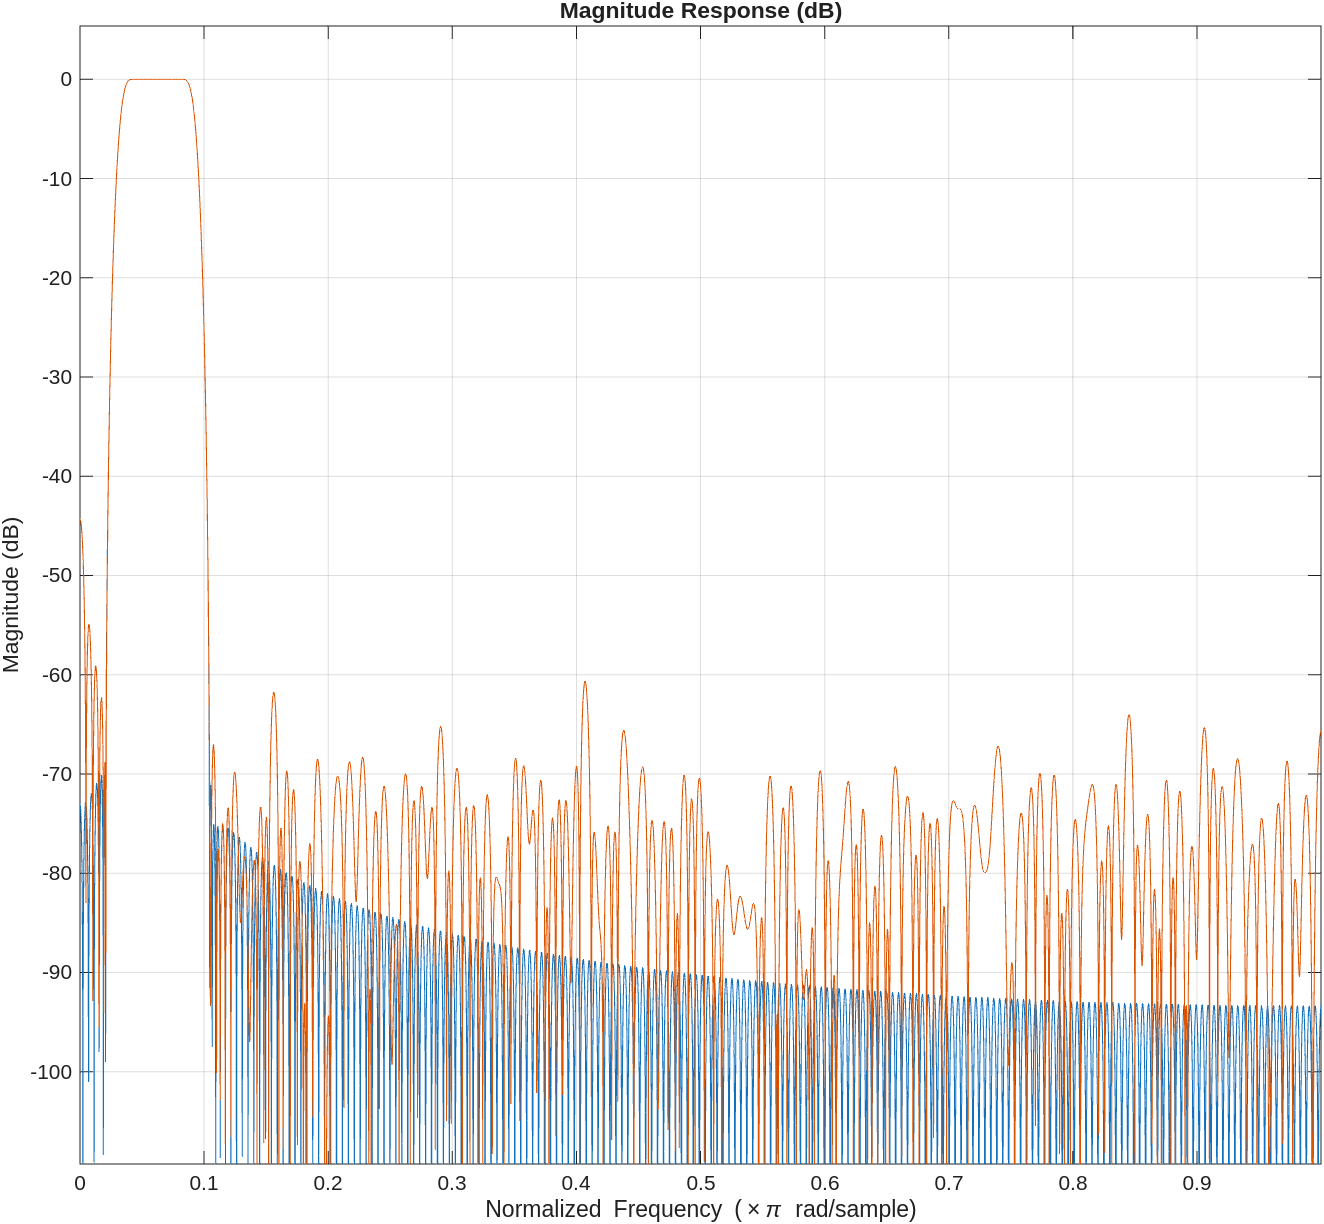 Magnitude Response (dB)
0
-10
-20
-30
-40
-50
-60
-70
-80
-90
-100
Magnitude (dB)
0 0.1 0.2 0.3 0.4 0.5 0.6 0.7 0.8 0.9
Normalized Frequency (×π rad/sample)